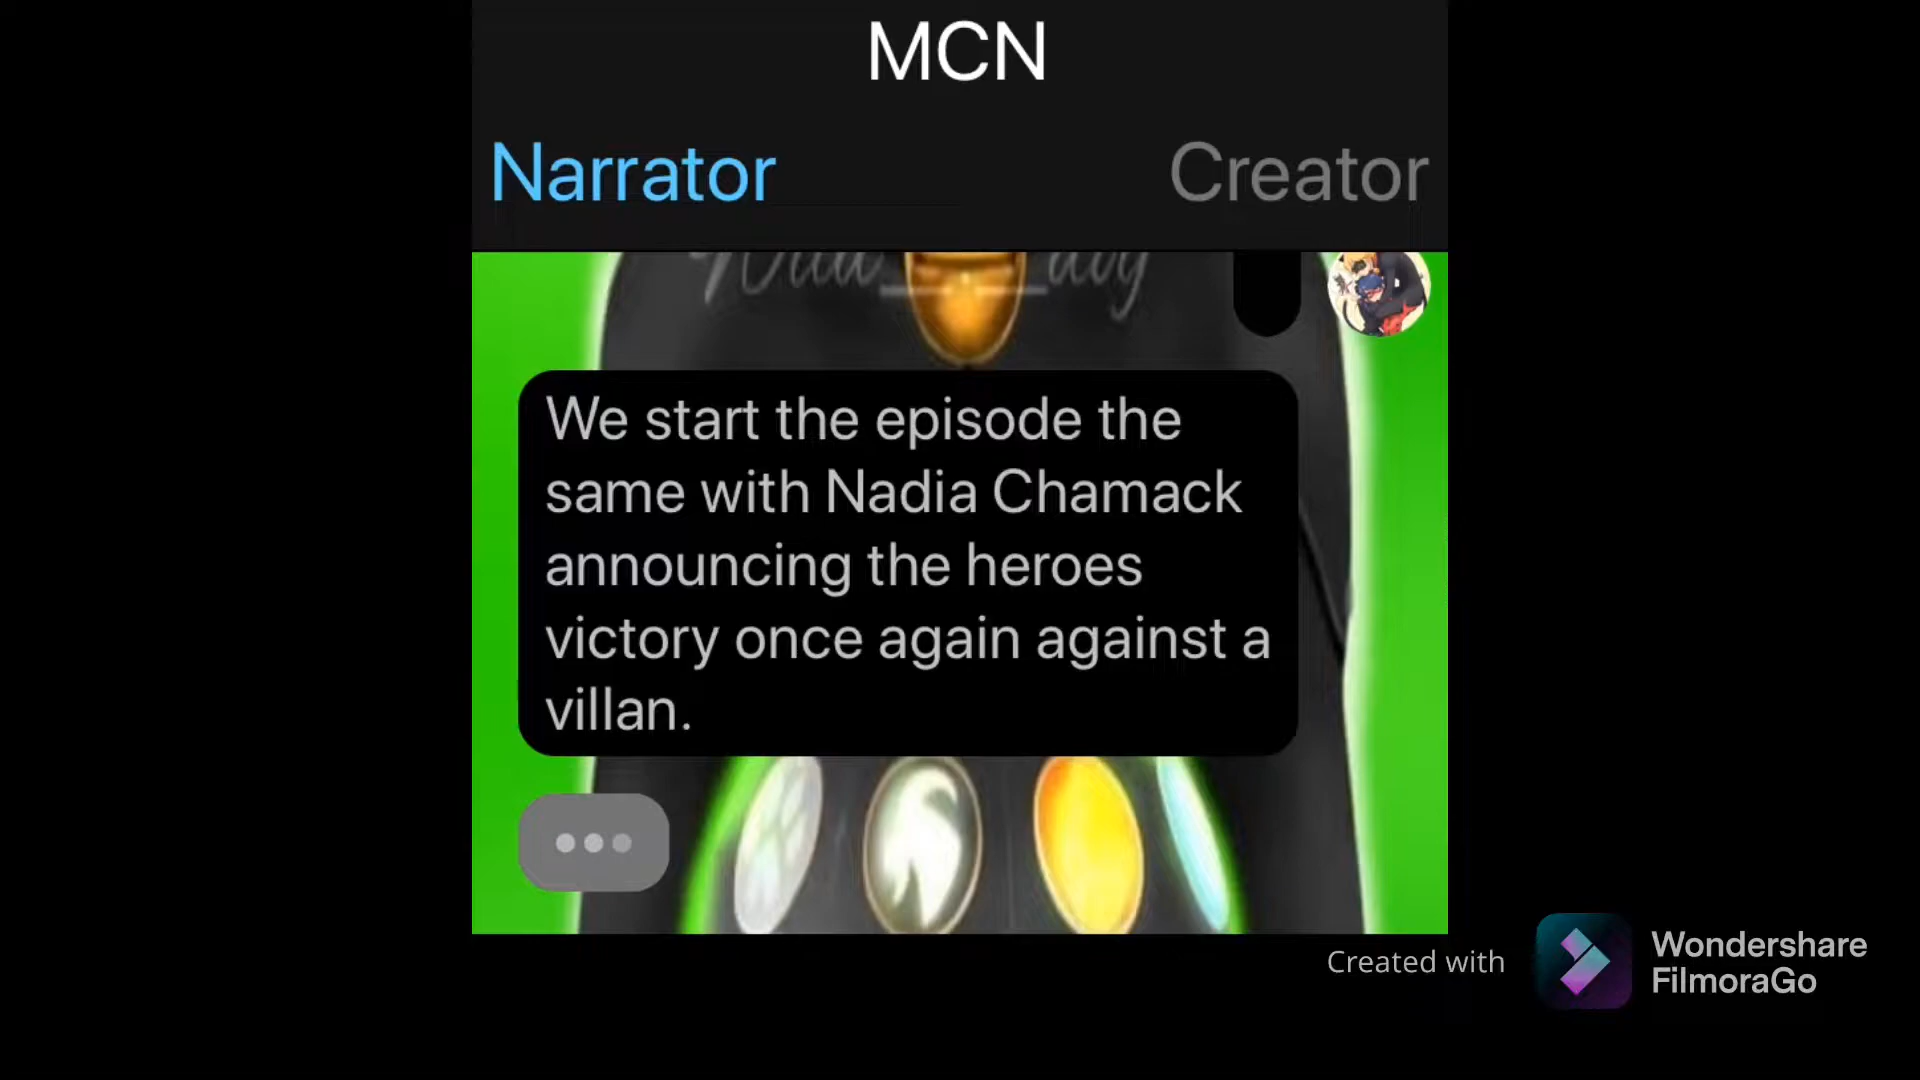 MCN
Narrator
Creator
We start the episode the
same with Nadia Chamack
announcing the heroes
victory once again against a
villan.
Created with
Wondershare
FilmoraGo